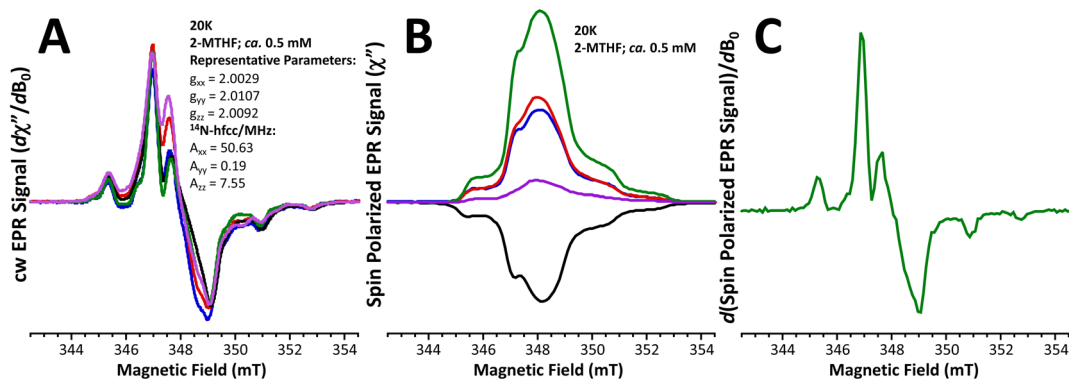 A
20K
2-MTHF; ca. 0.5 mM
Representative Parameters:
gxx = 2.0029
gyy = 2.0107
gzz = 2.0092
14N-hfcc/MHz:
Axx = 50.63
Ayy = 0.19
Azz = 7.55
cw EPR Signal (dχ″/dB0)
344 346 348 350 352 354
Magnetic Field (mT)
B
20K
2-MTHF; ca. 0.5 mM
Spin Polarized EPR Signal (χ″)
344 346 348 350 352 354
Magnetic Field (mT)
C
d(Spin Polarized EPR Signal)/dB0
344 346 348 350 352 354
Magnetic Field (mT)